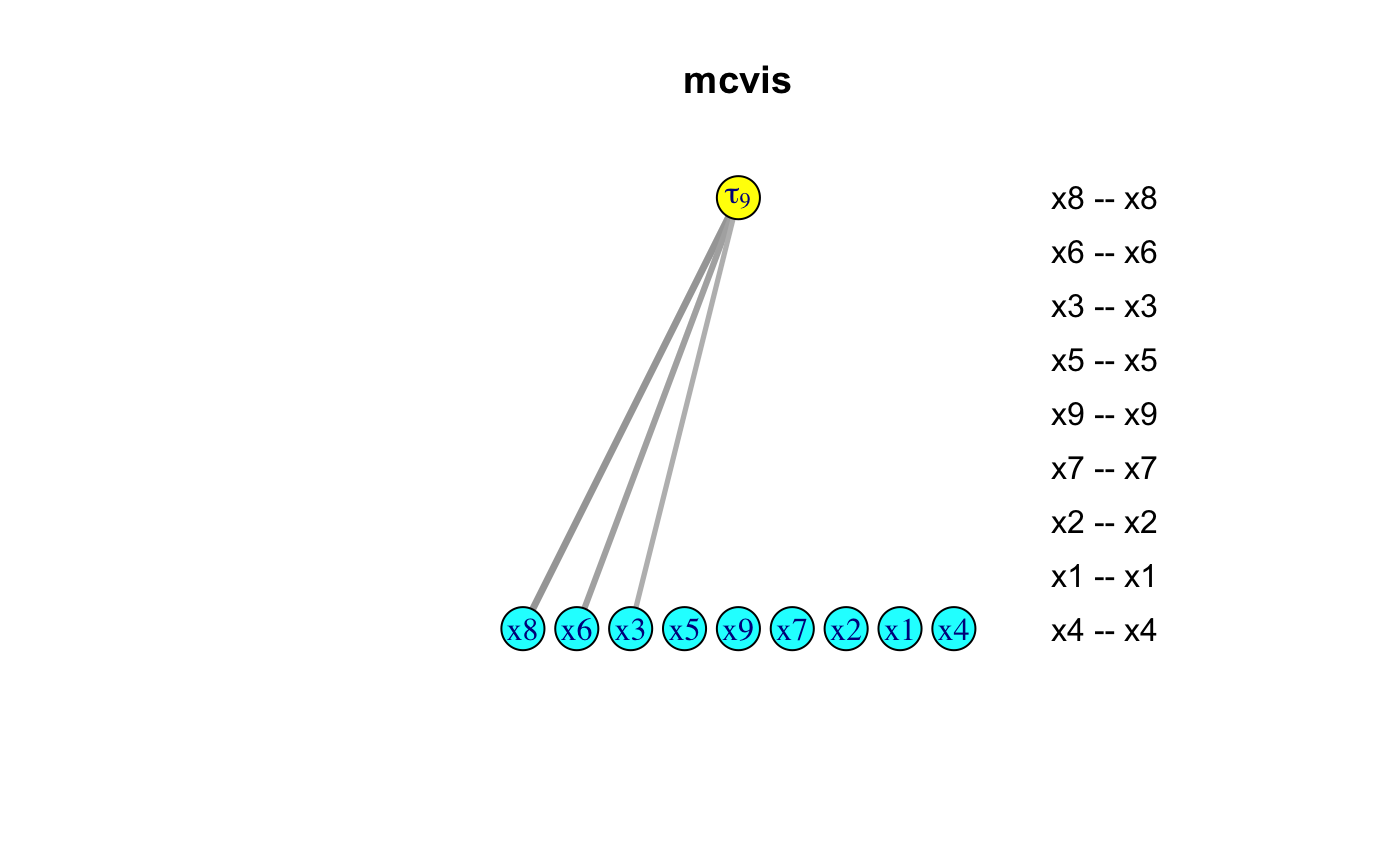 mcvis
τ9
x8 -- x8
x6 -- x6
x3 -- x3
x5 -- x5
x9 -- x9
x7 -- x7
x2 -- x2
x1 -- x1
x4 -- x4
x8 x6 x3 x5 x9 x7 x2 x1 x4